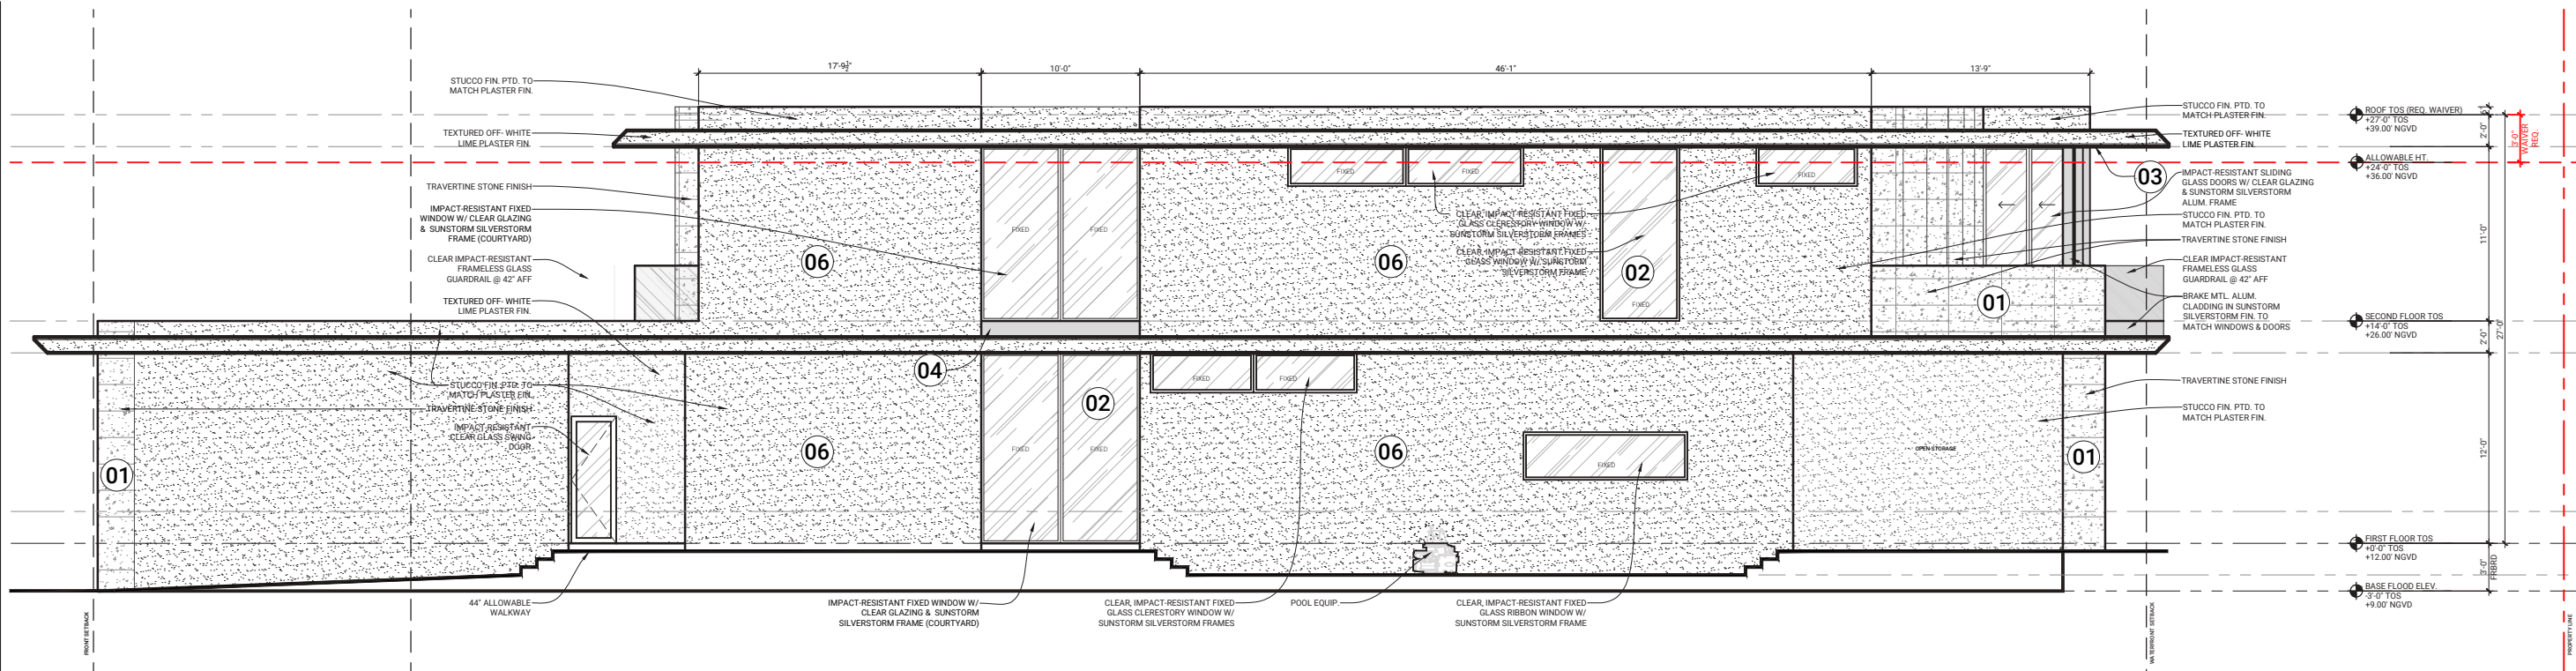 17'-9½"
10'-0"
46'-1"
13'-9"
STUCCO FIN. PTD. TO
MATCH PLASTER FIN.
TEXTURED OFF- WHITE
LIME PLASTER FIN.
TRAVERTINE STONE FINISH
IMPACT-RESISTANT FIXED
WINDOW W/ CLEAR GLAZING
& SUNSTORM SILVERSTORM
FRAME (COURTYARD)
CLEAR IMPACT-RESISTANT
FRAMELESS GLASS
GUARDRAIL @ 42" AFF
TEXTURED OFF- WHITE
LIME PLASTER FIN.
STUCCO FIN. PTD. TO
MATCH PLASTER FIN.
TRAVERTINE STONE FINISH
IMPACT-RESISTANT
CLEAR GLASS SWING
DOOR
01
06
06
04
FIXED
FIXED
FIXED
FIXED
02
FIXED
FIXED
FIXED
CLEAR, IMPACT-RESISTANT FIXED
GLASS CLERESTORY WINDOW W/
SUNSTORM SILVERSTORM FRAMES
CLEAR, IMPACT-RESISTANT FIXED
GLASS WINDOW W/ SUNSTORM
SILVERSTORM FRAME
06
02
FIXED
FIXED
FIXED
06
FIXED
FIXED
OPEN STORAGE
01
01
03
STUCCO FIN. PTD. TO
MATCH PLASTER FIN.
TEXTURED OFF- WHITE
LIME PLASTER FIN.
IMPACT-RESISTANT SLIDING
GLASS DOORS W/ CLEAR GLAZING
& SUNSTORM SILVERSTORM
ALUM. FRAME
STUCCO FIN. PTD. TO
MATCH PLASTER FIN.
TRAVERTINE STONE FINISH
CLEAR IMPACT-RESISTANT
FRAMELESS GLASS
GUARDRAIL @ 42" AFF
BRAKE MTL. ALUM.
CLADDING IN SUNSTORM
SILVERSTORM FIN. TO
MATCH WINDOWS & DOORS
TRAVERTINE STONE FINISH
STUCCO FIN. PTD. TO
MATCH PLASTER FIN.
ROOF TOS (REQ. WAIVER)
+27'-0" TOS
+39.00' NGVD
ALLOWABLE HT.
+24'-0" TOS
+36.00' NGVD
SECOND FLOOR TOS
+14'-0" TOS
+26.00' NGVD
FIRST FLOOR TOS
+0'-0" TOS
+12.00' NGVD
BASE FLOOD ELEV.
-3'-0" TOS
+9.00' NGVD
2'-0"
11'-0"
2'-0"
12'-0"
3'-0"
FRBRD
27'-0"
3'-0"
WAIVER
REQ.
44" ALLOWABLE
WALKWAY
IMPACT-RESISTANT FIXED WINDOW W/
CLEAR GLAZING & SUNSTORM
SILVERSTORM FRAME (COURTYARD)
CLEAR, IMPACT-RESISTANT FIXED
GLASS CLERESTORY WINDOW W/
SUNSTORM SILVERSTORM FRAMES
POOL EQUIP.
CLEAR, IMPACT-RESISTANT FIXED
GLASS RIBBON WINDOW W/
SUNSTORM SILVERSTORM FRAME
FRONT SETBACK
WATERFRONT SETBACK
PROPERTY LINE